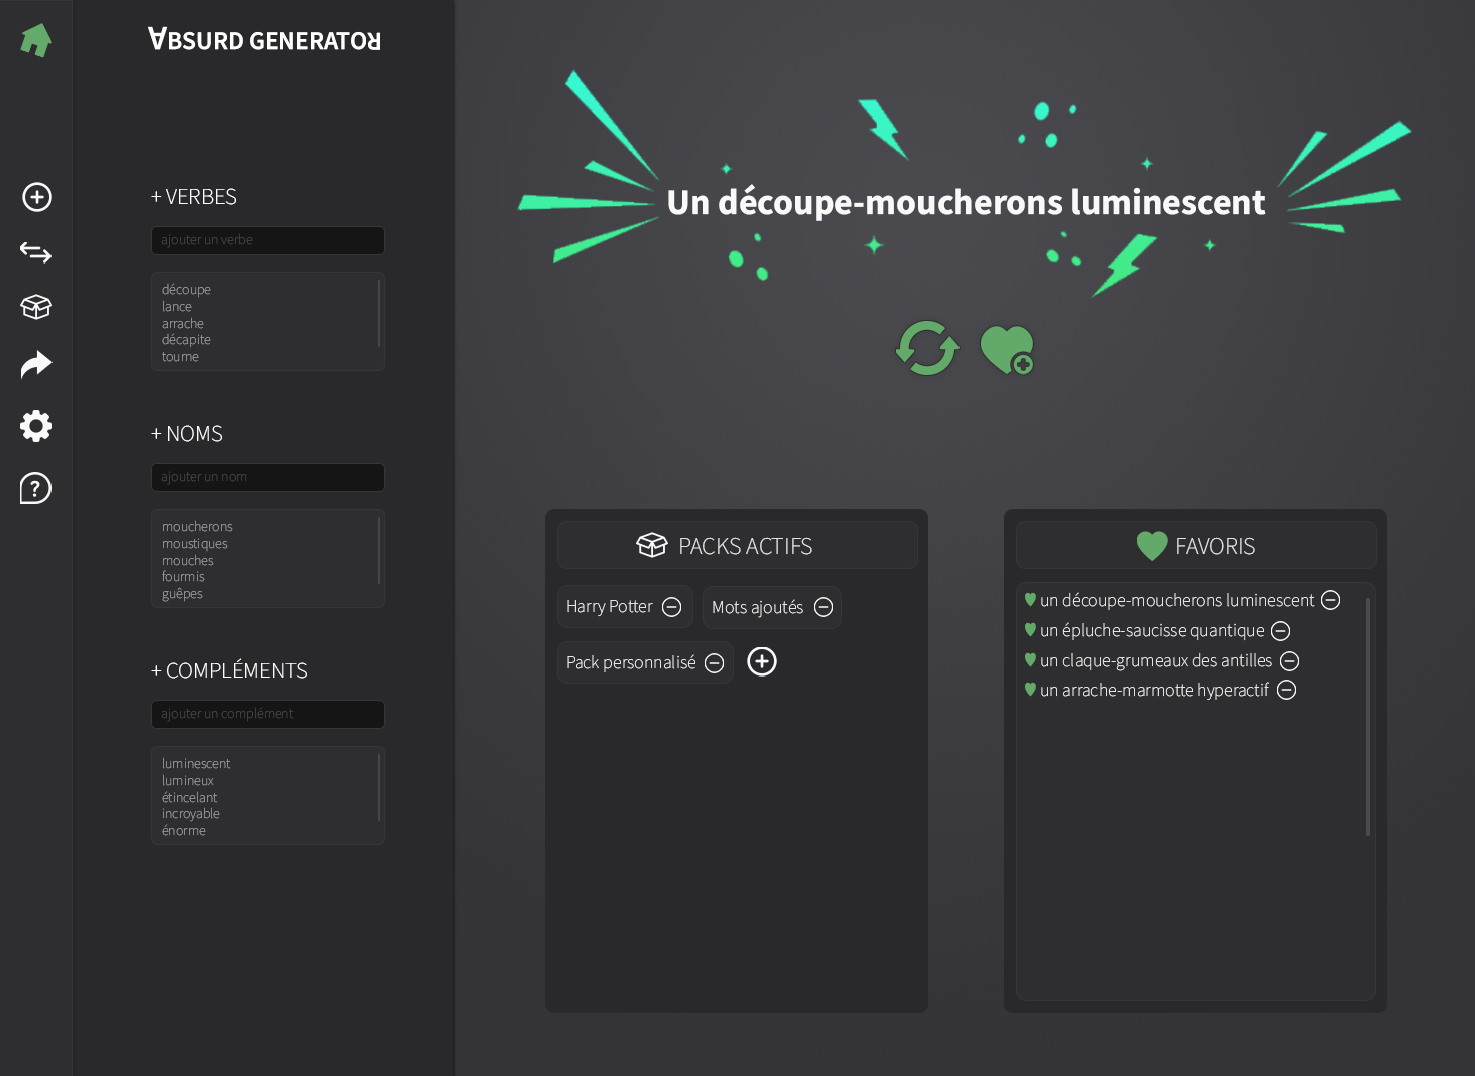 ∀BSURD GENERATOR
+ VERBES
ajouter un verbe
découpe
lance
arrache
décapite
tourne
+ NOMS
ajouter un nom
moucherons
moustiques
mouches
fourmis
guêpes
+ COMPLÉMENTS
ajouter un complément
luminescent
lumineux
étincelant
incroyable
énorme
Un découpe-moucherons luminescent
PACKS ACTIFS
Harry Potter
Mots ajoutés
Pack personnalisé
FAVORIS
un découpe-moucherons luminescent
un épluche-saucisse quantique
un claque-grumeaux des antilles
un arrache-marmotte hyperactif